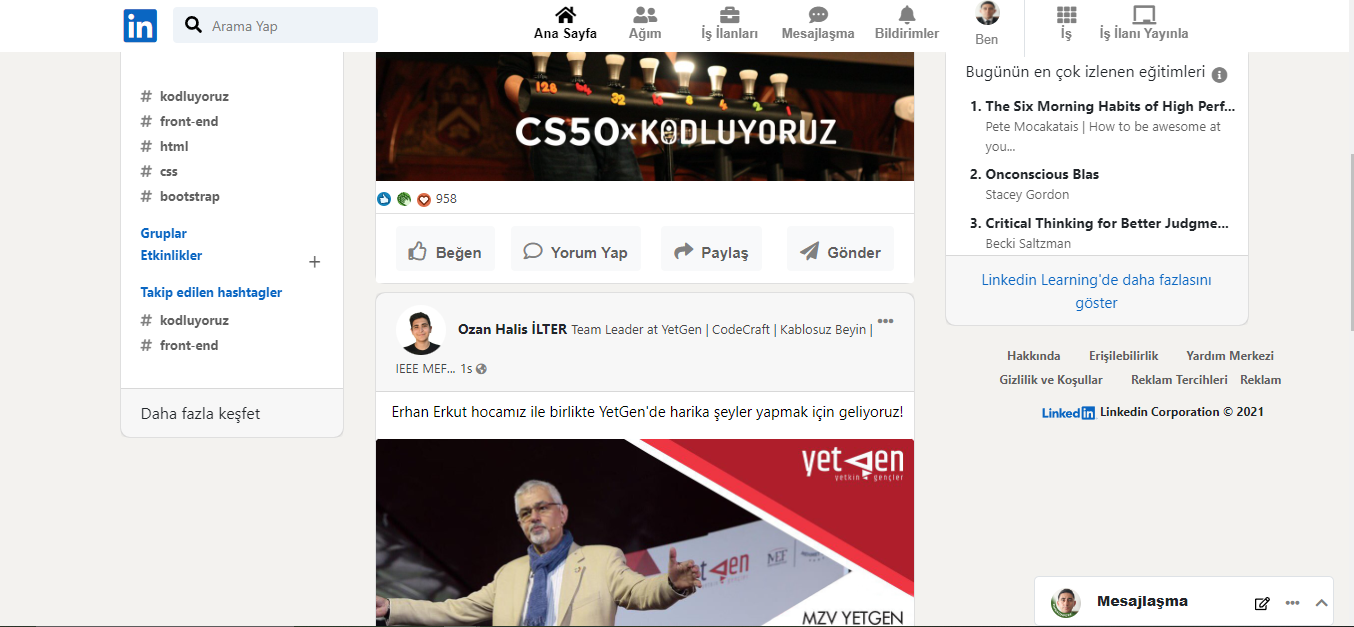 in Arama Yap
Ana Sayfa Ağım İş İlanları Mesajlaşma Bildirimler Ben İş İş İlanı Yayınla
# kodluyoruz
# front-end
# html
# css
# bootstrap
Gruplar
Etkinlikler
+
Takip edilen hashtagler
# kodluyoruz
# front-end
Daha fazla keşfet
128 64 32 16 8 4 2 1
CS50xKODLUYORUZ
958
Beğen Yorum Yap Paylaş Gönder
Ozan Halis İLTER Team Leader at YetGen | CodeCraft | Kablosuz Beyin |
IEEE MEF... 1s
Erhan Erkut hocamız ile birlikte YetGen'de harika şeyler yapmak için geliyoruz!
yetgen
yetkin gençler
MZV YETGEN
Bugünün en çok izlenen eğitimleri
1. The Six Morning Habits of High Perf...
Pete Mocakatais | How to be awesome at
you...
2. Onconscious Blas
Stacey Gordon
3. Critical Thinking for Better Judgme...
Becki Saltzman
Linkedin Learning'de daha fazlasını
göster
Hakkında Erişilebilirlik Yardım Merkezi
Gizlilik ve Koşullar Reklam Tercihleri Reklam
Linkedin Linkedin Corporation © 2021
Mesajlaşma